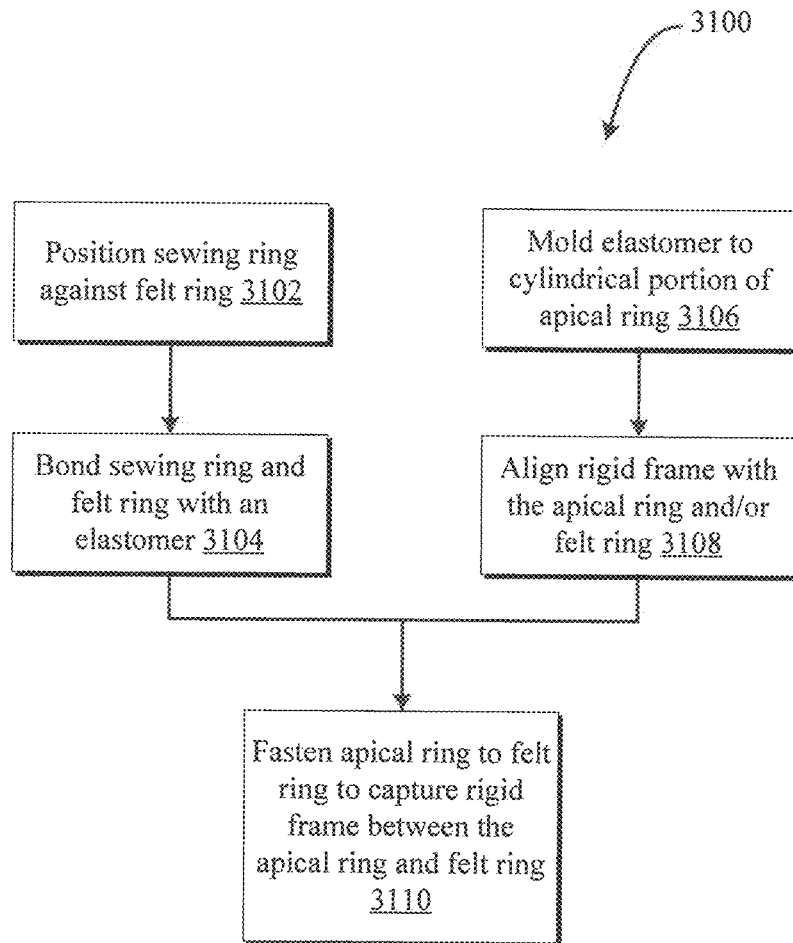 3100
Position sewing ring
against felt ring 3102
Bond sewing ring and
felt ring with an
elastomer 3104
Mold elastomer to
cylindrical portion of
apical ring 3106
Align rigid frame with
the apical ring and/or
felt ring 3108
Fasten apical ring to felt
ring to capture rigid
frame between the
apical ring and felt ring
3110